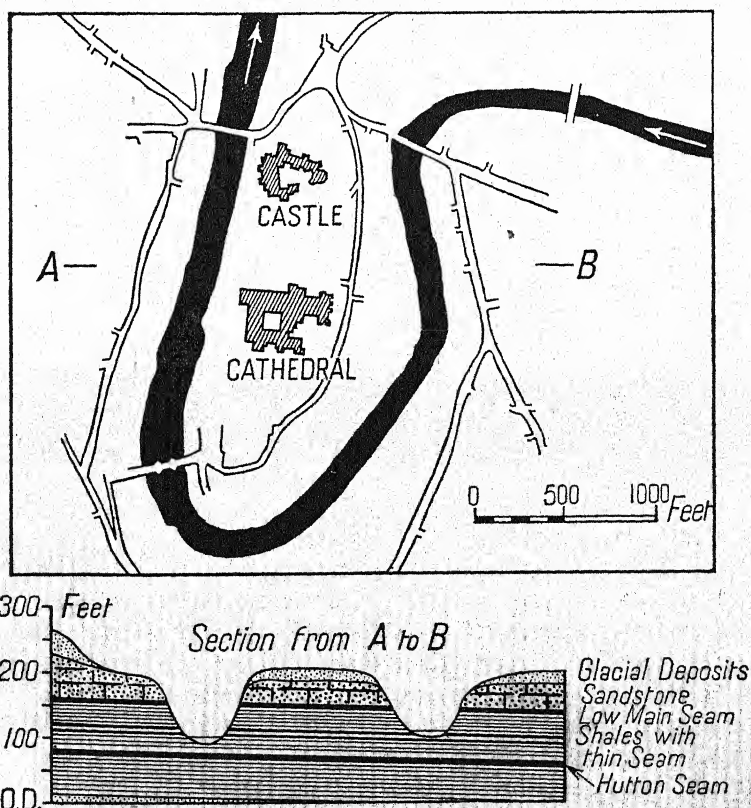 CASTLE
A
B
CATHEDRAL
0 500 1000 Feet
300 Feet
Section from A to B
200
100
O.D.
Glacial Deposits
Sandstone
Low Main Seam
Shales with
thin Seam
Hutton Seam